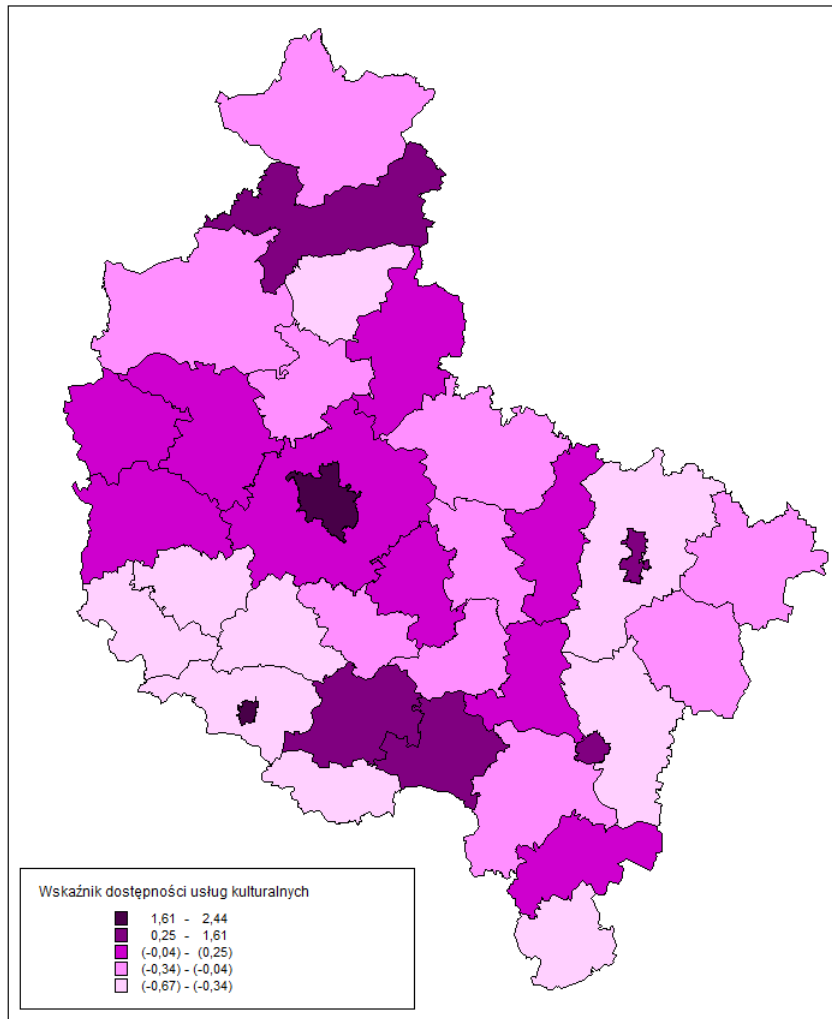 Wskaźnik dostępności usług kulturalnych
1,61 - 2,44
0,25 - 1,61
(-0,04) - (0,25)
(-0,34) - (-0,04)
(-0,67) - (-0,34)